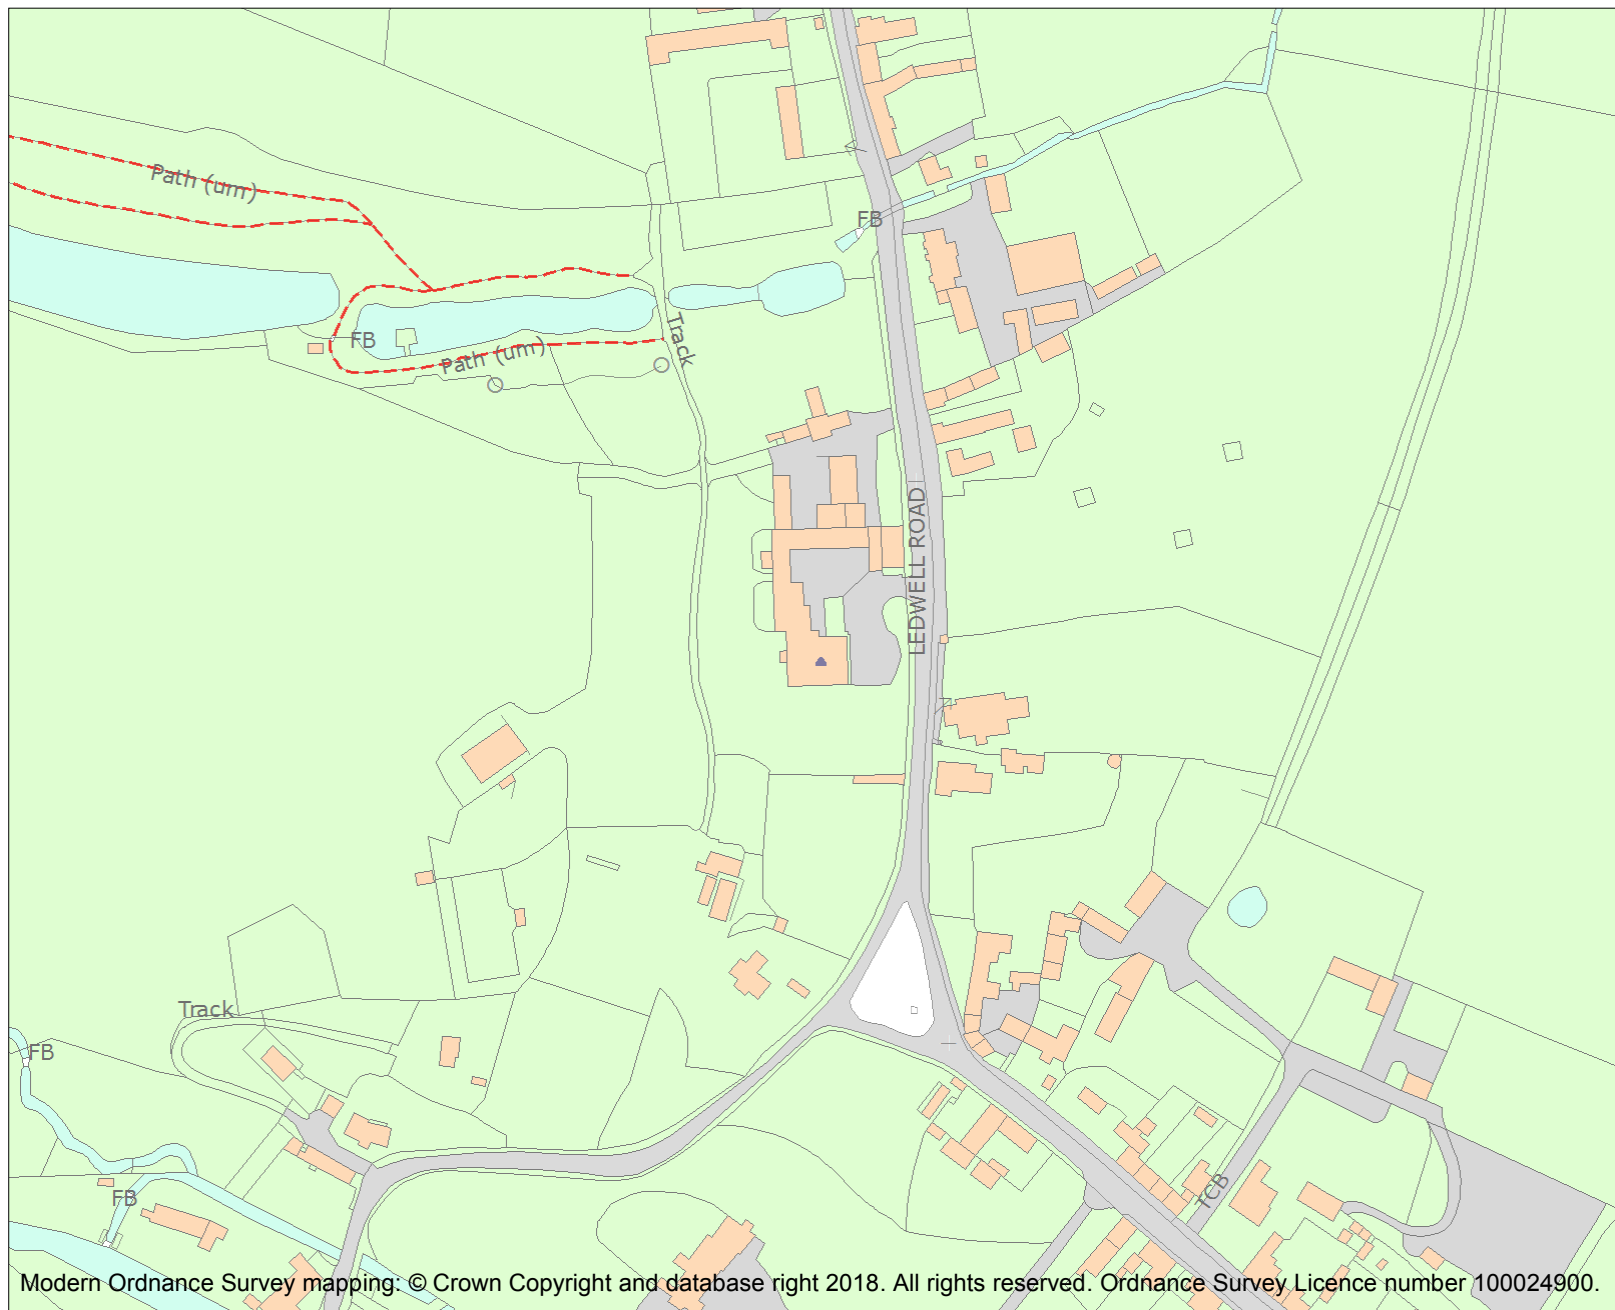 Path (um)
FB
Track
FB
Path (um)
LEDWELL ROAD
Track
FB
TCB
FB
Modern Ordnance Survey mapping: © Crown Copyright and database right 2018. All rights reserved. Ordnance Survey Licence number 100024900.